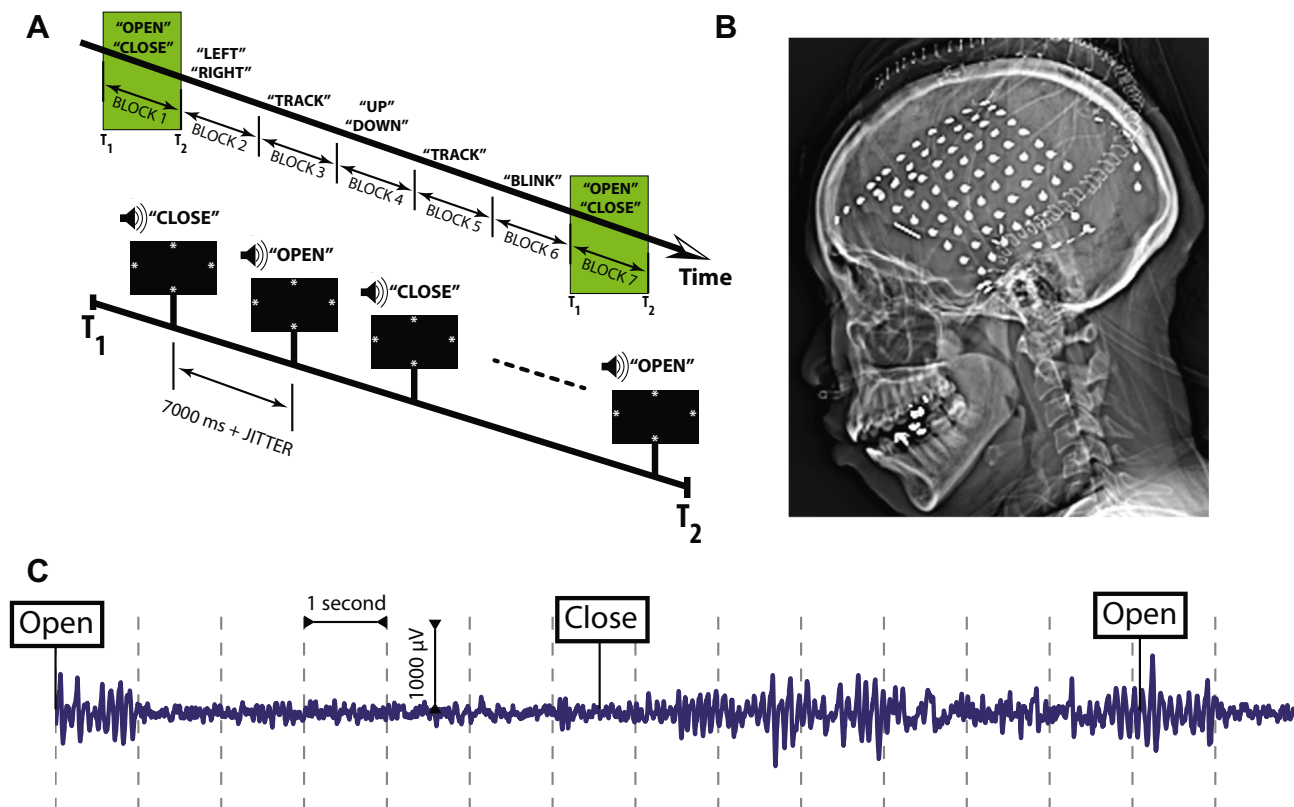 A
"OPEN"
"CLOSE"
"LEFT"
"RIGHT"
"TRACK"
"UP"
"DOWN"
"TRACK"
"BLINK"
"OPEN"
"CLOSE"
BLOCK 1
BLOCK 2
BLOCK 3
BLOCK 4
BLOCK 5
BLOCK 6
BLOCK 7
T1
T2
T1
T2
Time
"CLOSE"
"OPEN"
"CLOSE"
"OPEN"
T1
7000 ms + JITTER
T2
B
C
Open
1 second
1000 µV
Close
Open